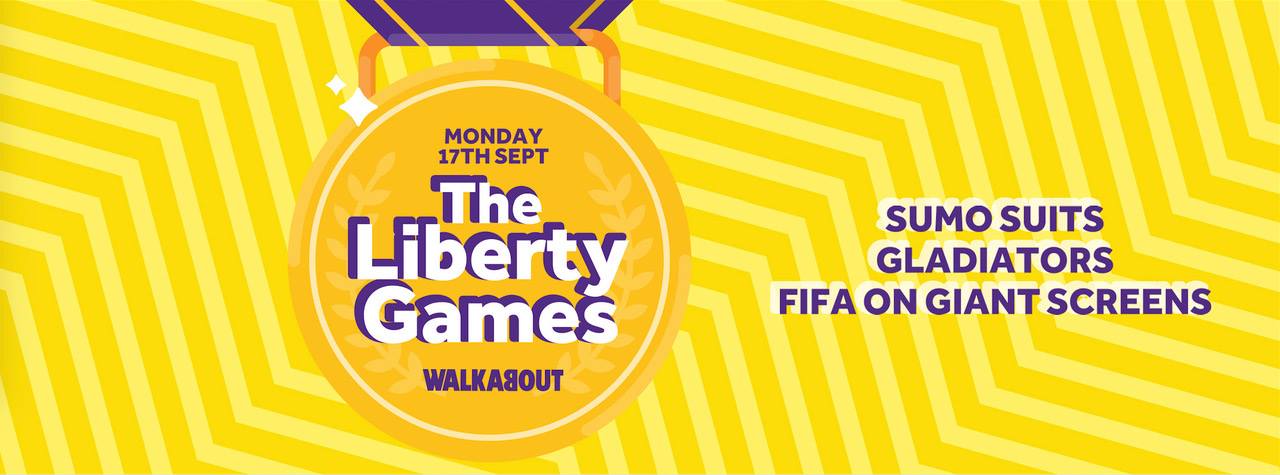 MONDAY
17TH SEPT
The
Liberty
Games
WALKABOUT
SUMO SUITS
GLADIATORS
FIFA ON GIANT SCREENS